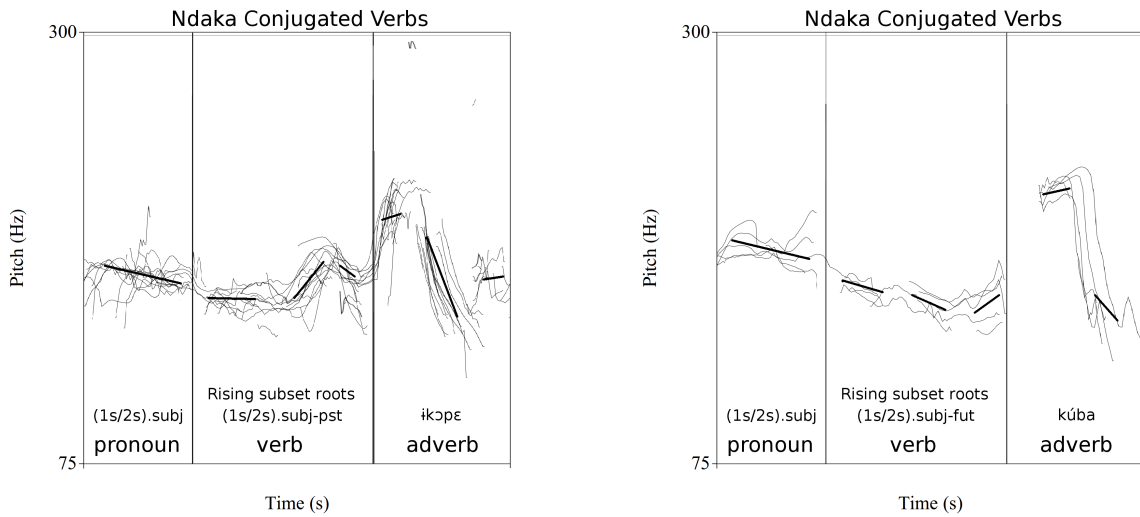 Ndaka Conjugated Verbs
300
Pitch (Hz)
Rising subset roots
(1s/2s).subj (1s/2s).subj-pst ɨkɔpɛ
pronoun verb adverb
75
Time (s)
Ndaka Conjugated Verbs
300
Pitch (Hz)
Rising subset roots
(1s/2s).subj (1s/2s).subj-fut kúba
pronoun verb adverb
75
Time (s)